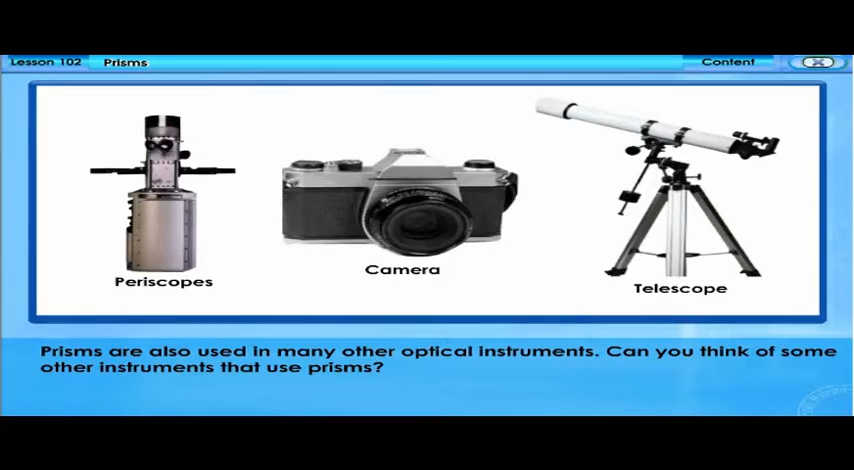 Lesson 102 Prisms Content
Periscopes
Camera
Telescope
Prisms are also used in many other optical instruments. Can you think of some
other instruments that use prisms?